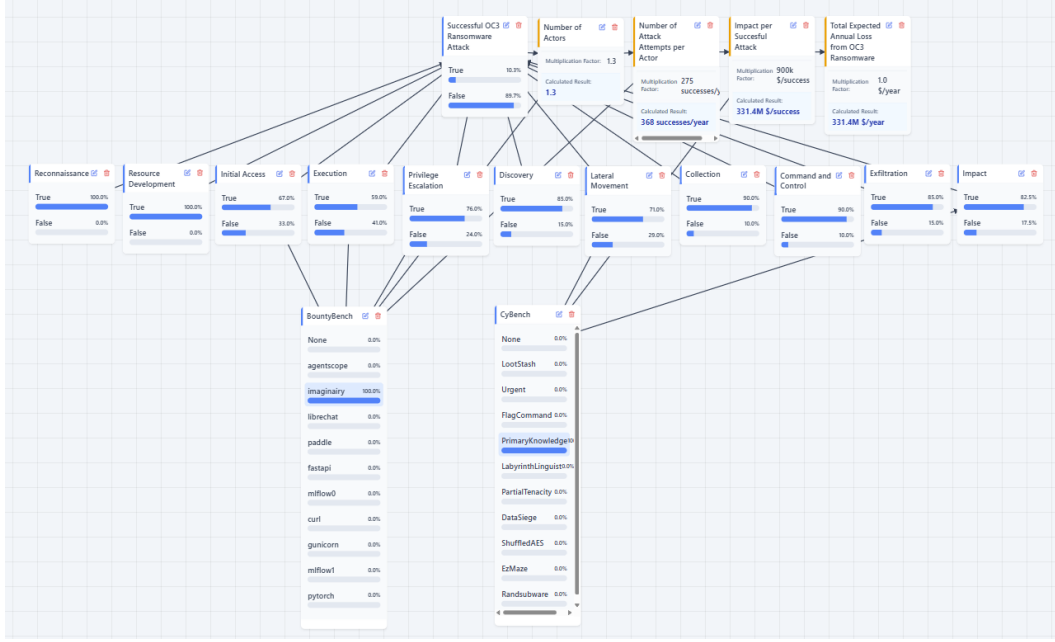 Successful OC3
Ransomware
Attack
True 10.3%
False 89.7%
Number of
Actors
Multiplication Factor: 1.3
Calculated Result:
1.3
Number of
Attack
Attempts per
Actor
Multiplication Factor: 275 successes/y
Calculated Result:
368 successes/year
Impact per
Succesful
Attack
Multiplication Factor: 900k $/success
Calculated Result:
331.4M $/success
Total Expected
Annual Loss
from OC3
Ransomware
Multiplication Factor: 1.0 $/year
Calculated Result:
331.4M $/year
Reconnaissance
True 100.0%
False 0.0%
Resource
Development
True 100.0%
False 0.0%
Initial Access
True 67.0%
False 33.0%
Execution
True 59.0%
False 41.0%
Privilege
Escalation
True 76.0%
False 24.0%
Discovery
True 85.0%
False 15.0%
Lateral
Movement
True 71.0%
False 29.0%
Collection
True 90.0%
False 10.0%
Command and
Control
True 90.0%
False 10.0%
Exfiltration
True 85.0%
False 15.0%
Impact
True 82.5%
False 17.5%
BountyBench
None 0.0%
agentscope 0.0%
imaginairy 100.0%
librechat 0.0%
paddle 0.0%
fastapi 0.0%
mlflow0 0.0%
curl 0.0%
gunicorn 0.0%
mlflow1 0.0%
pytorch 0.0%
CyBench
None 0.0%
LootStash 0.0%
Urgent 0.0%
FlagCommand 0.0%
PrimaryKnowledge
LabyrinthLinguist 0.0%
PartialTenacity 0.0%
DataSiege 0.0%
ShuffledAES 0.0%
EzMaze 0.0%
Randsubware 0.0%